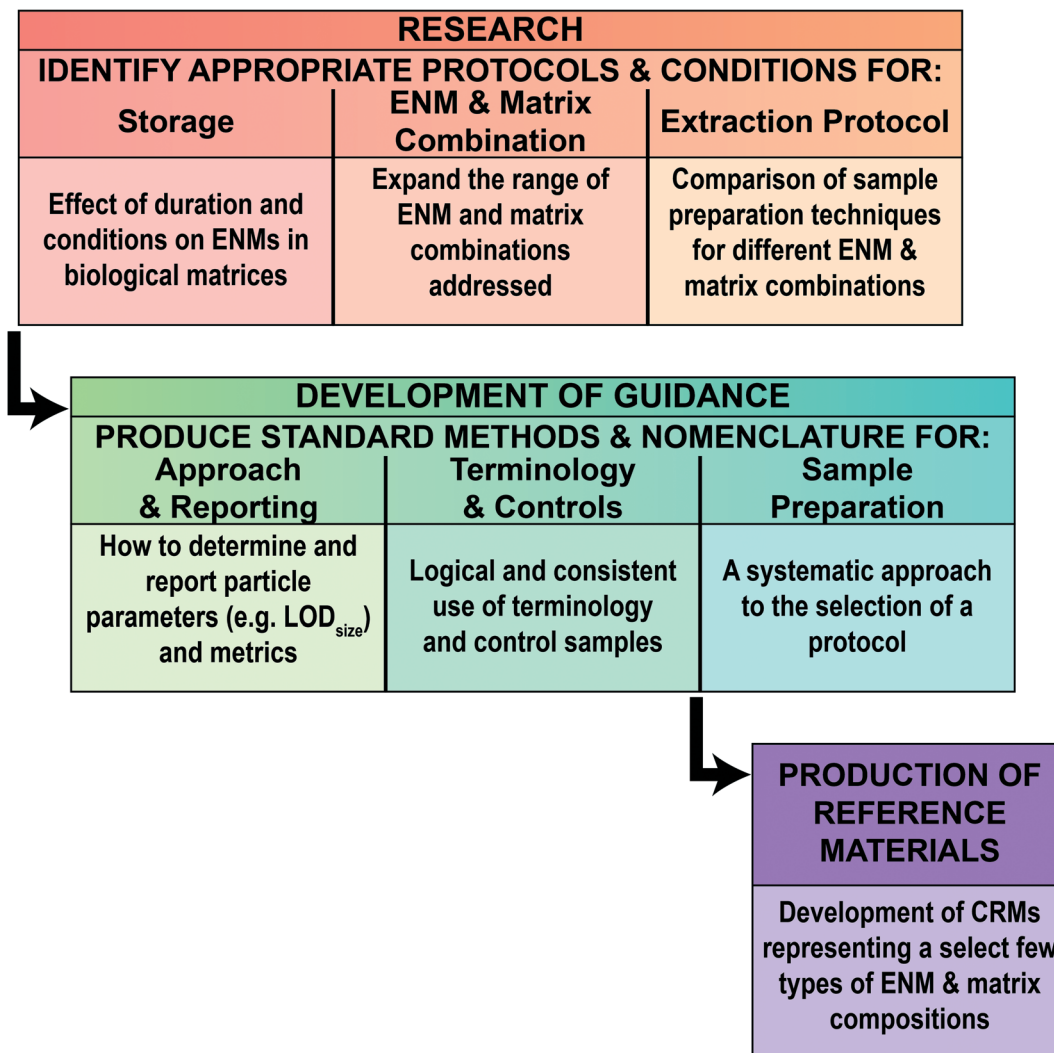 RESEARCH
IDENTIFY APPROPRIATE PROTOCOLS & CONDITIONS FOR:
Storage
ENM & Matrix
Combination
Extraction Protocol
Effect of duration and
conditions on ENMs in
biological matrices
Expand the range of
ENM and matrix
combinations
addressed
Comparison of sample
preparation techniques
for different ENM &
matrix combinations
DEVELOPMENT OF GUIDANCE
PRODUCE STANDARD METHODS & NOMENCLATURE FOR:
Approach
& Reporting
Terminology
& Controls
Sample
Preparation
How to determine and
report particle
parameters (e.g. LODsize)
and metrics
Logical and consistent
use of terminology
and control samples
A systematic approach
to the selection of a
protocol
PRODUCTION OF
REFERENCE
MATERIALS
Development of CRMs
representing a select few
types of ENM & matrix
compositions